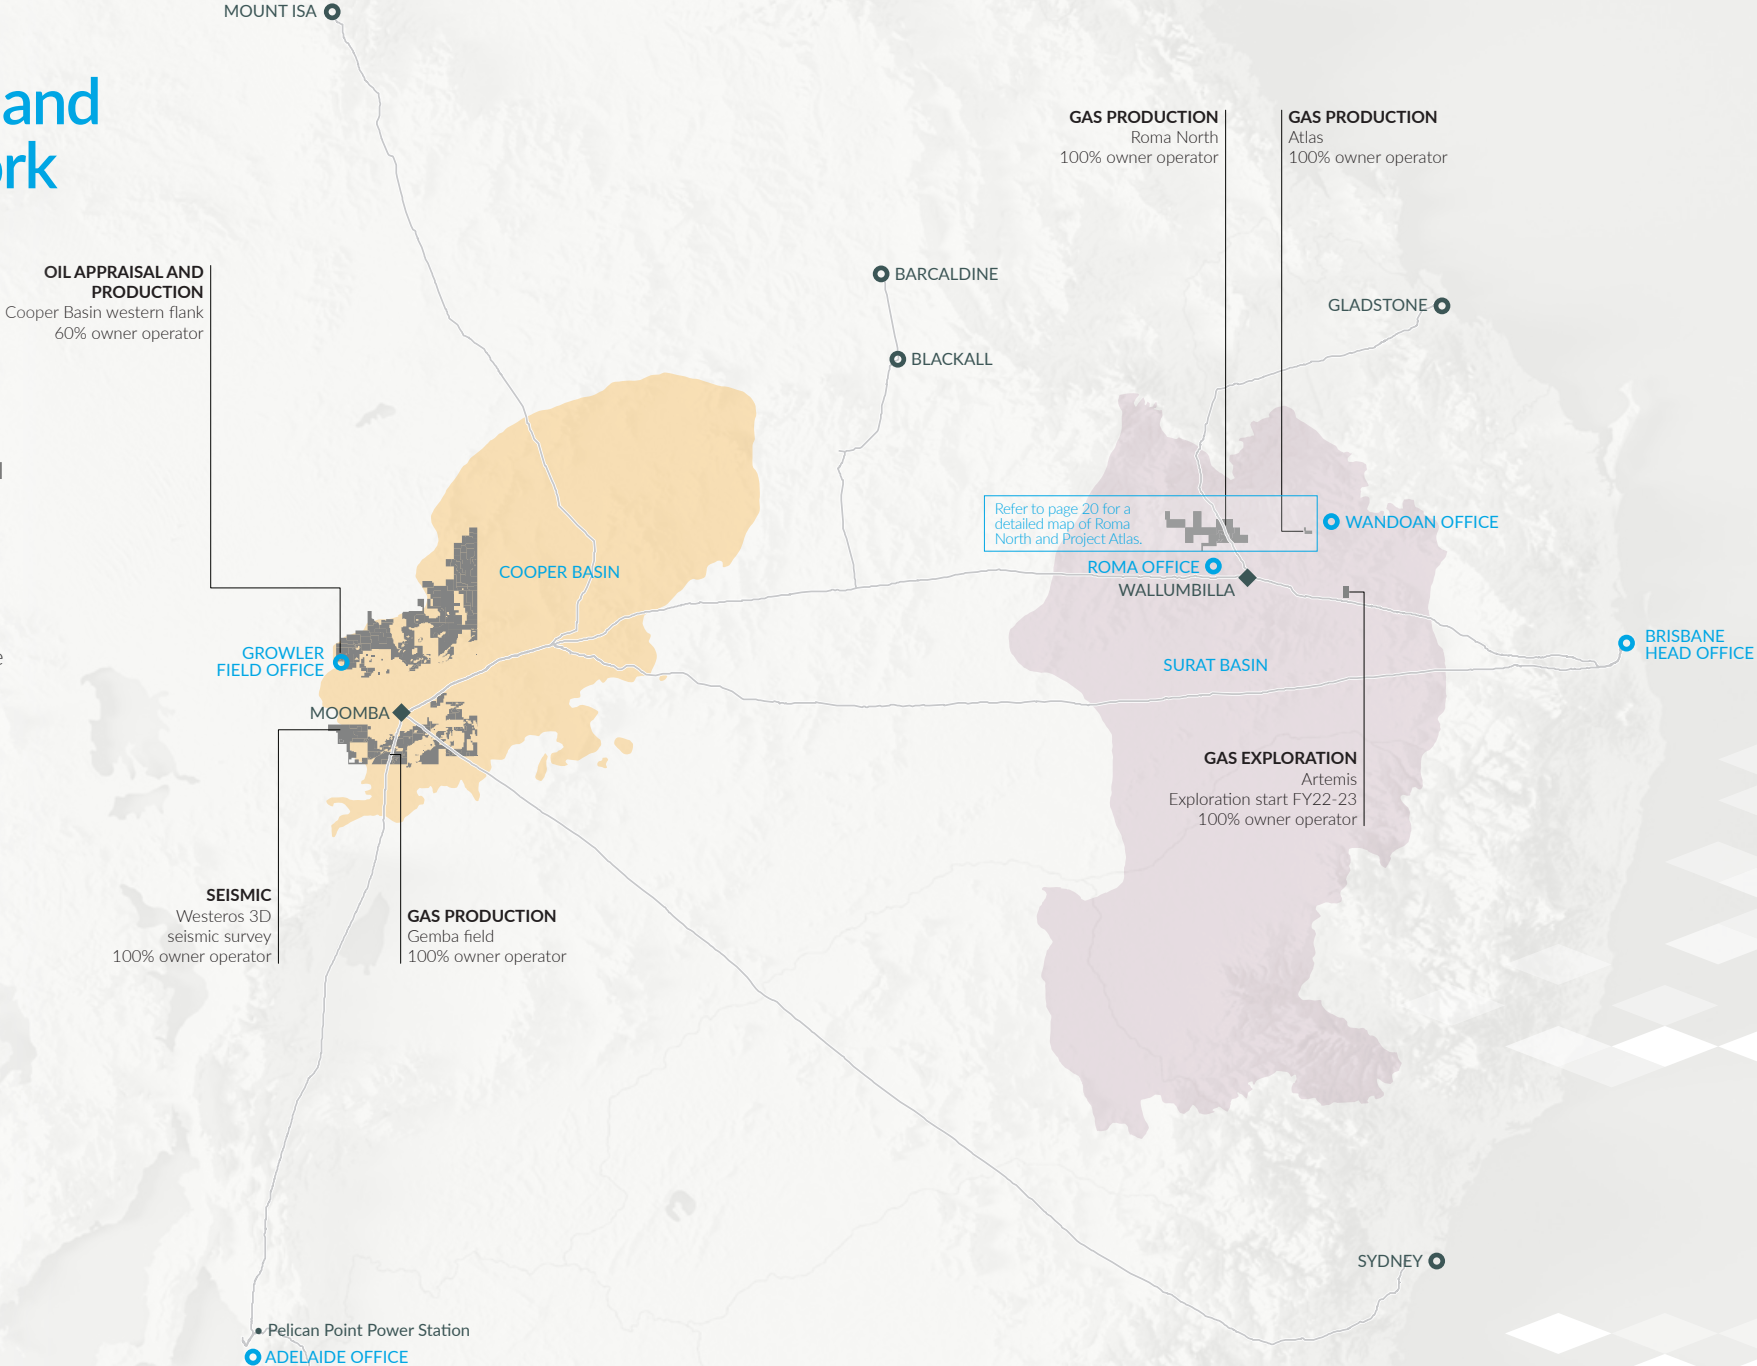 MOUNT ISA
and
rk
GAS PRODUCTION
Roma North
100% owner operator
GAS PRODUCTION
Atlas
100% owner operator
OIL APPRAISAL AND
PRODUCTION
Cooper Basin western flank
60% owner operator
BARCALDINE
GLADSTONE
BLACKALL
Refer to page 20 for a
detailed map of Roma
North and Project Atlas.
WANDOAN OFFICE
COOPER BASIN
ROMA OFFICE
WALLUMBILLA
GROWLER
FIELD OFFICE
BRISBANE
HEAD OFFICE
SURAT BASIN
MOOMBA
GAS EXPLORATION
Artemis
Exploration start FY22-23
100% owner operator
SEISMIC
Westeros 3D
seismic survey
100% owner operator
GAS PRODUCTION
Gemba field
100% owner operator
SYDNEY
Pelican Point Power Station
ADELAIDE OFFICE